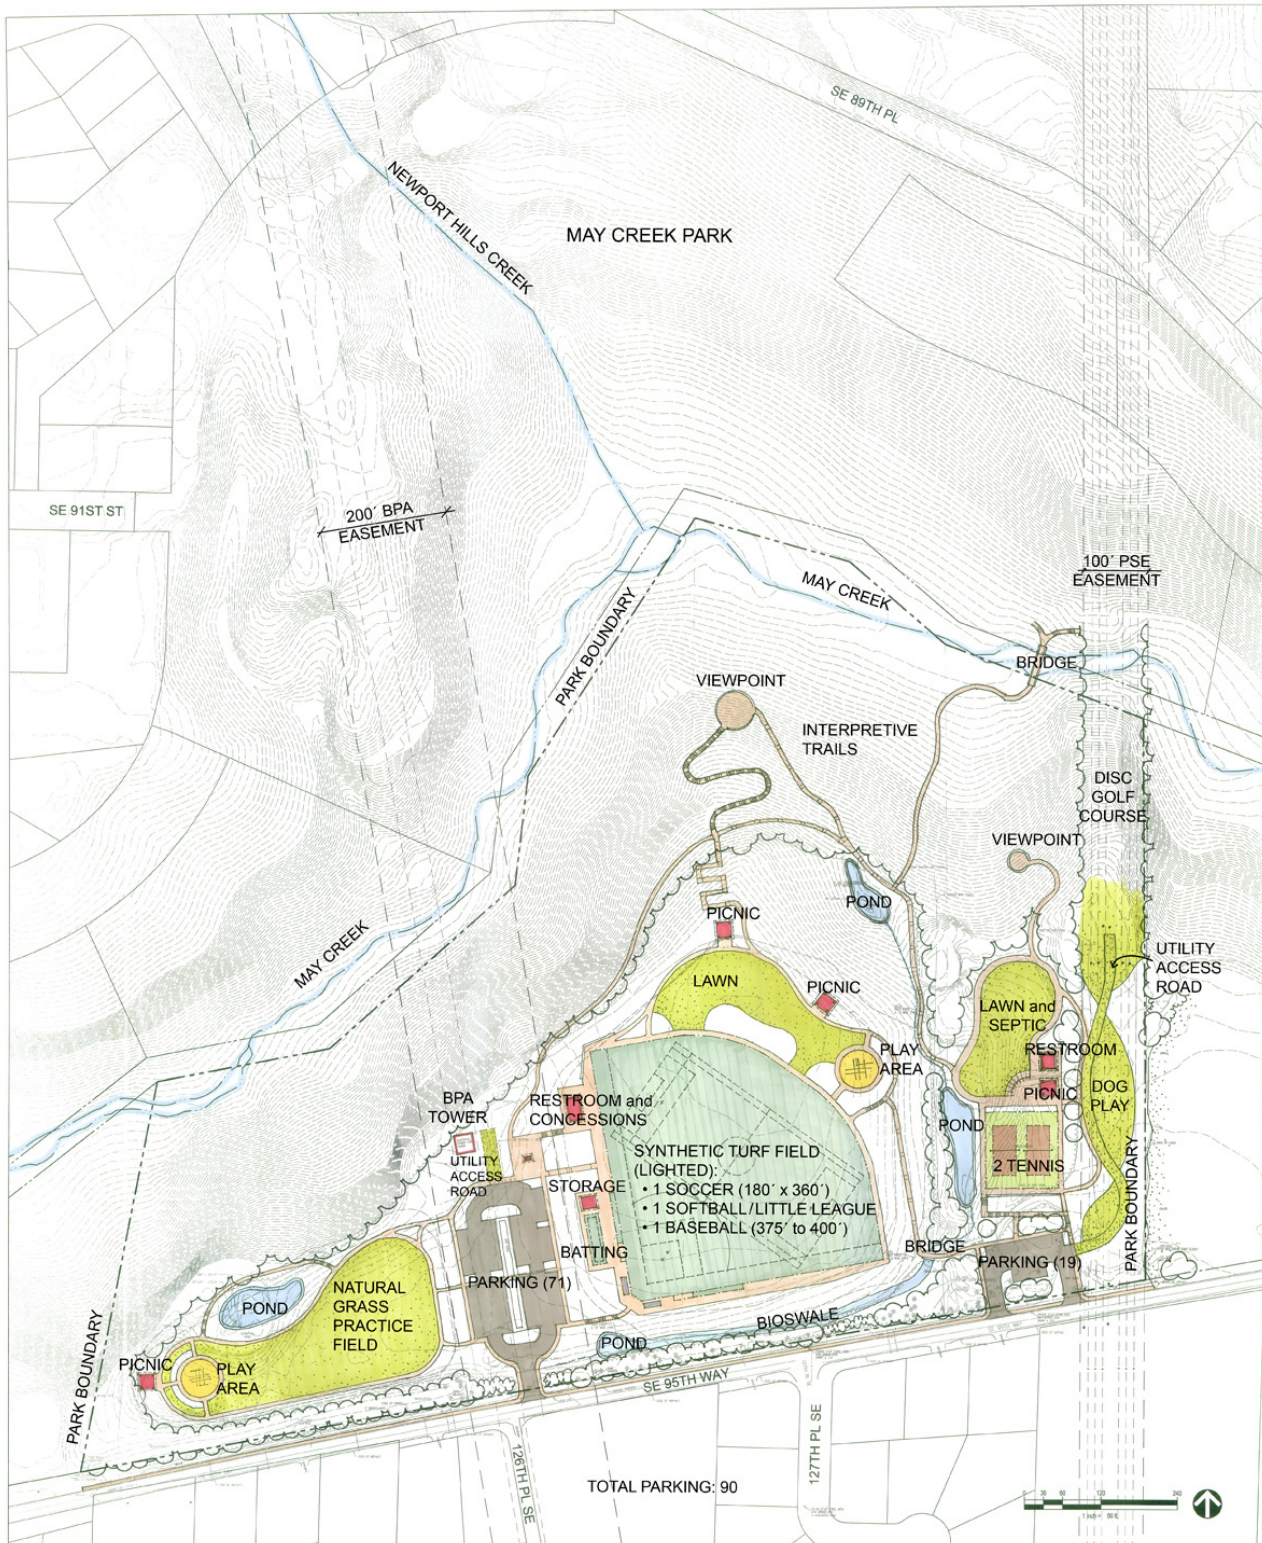 SE 89TH PL
NEWPORT HILLS CREEK
MAY CREEK PARK
SE 91ST ST
200´ BPA
EASEMENT
100´ PSE
EASEMENT
MAY CREEK
PARK BOUNDARY
BRIDGE
VIEWPOINT
INTERPRETIVE
TRAILS
DISC
GOLF
COURSE
VIEWPOINT
POND
PICNIC
MAY CREEK
UTILITY
ACCESS
ROAD
LAWN
PICNIC
LAWN and
SEPTIC
PLAY
AREA
RESTROOM
BPA
TOWER
RESTROOM and
CONCESSIONS
PICNIC
DOG
PLAY
POND
UTILITY
ACCESS
ROAD
SYNTHETIC TURF FIELD
(LIGHTED):
• 1 SOCCER (180´ x 360´)
• 1 SOFTBALL/LITTLE LEAGUE
• 1 BASEBALL (375´ to 400´)
2 TENNIS
STORAGE
BATTING
BRIDGE
PARK BOUNDARY
PARKING (19)
PARKING (71)
NATURAL
GRASS
PRACTICE
FIELD
POND
BIOSWALE
POND
PICNIC
PLAY
AREA
PARK BOUNDARY
SE 95TH WAY
126TH PL SE
127TH PL SE
TOTAL PARKING: 90
0 30 60 120 240